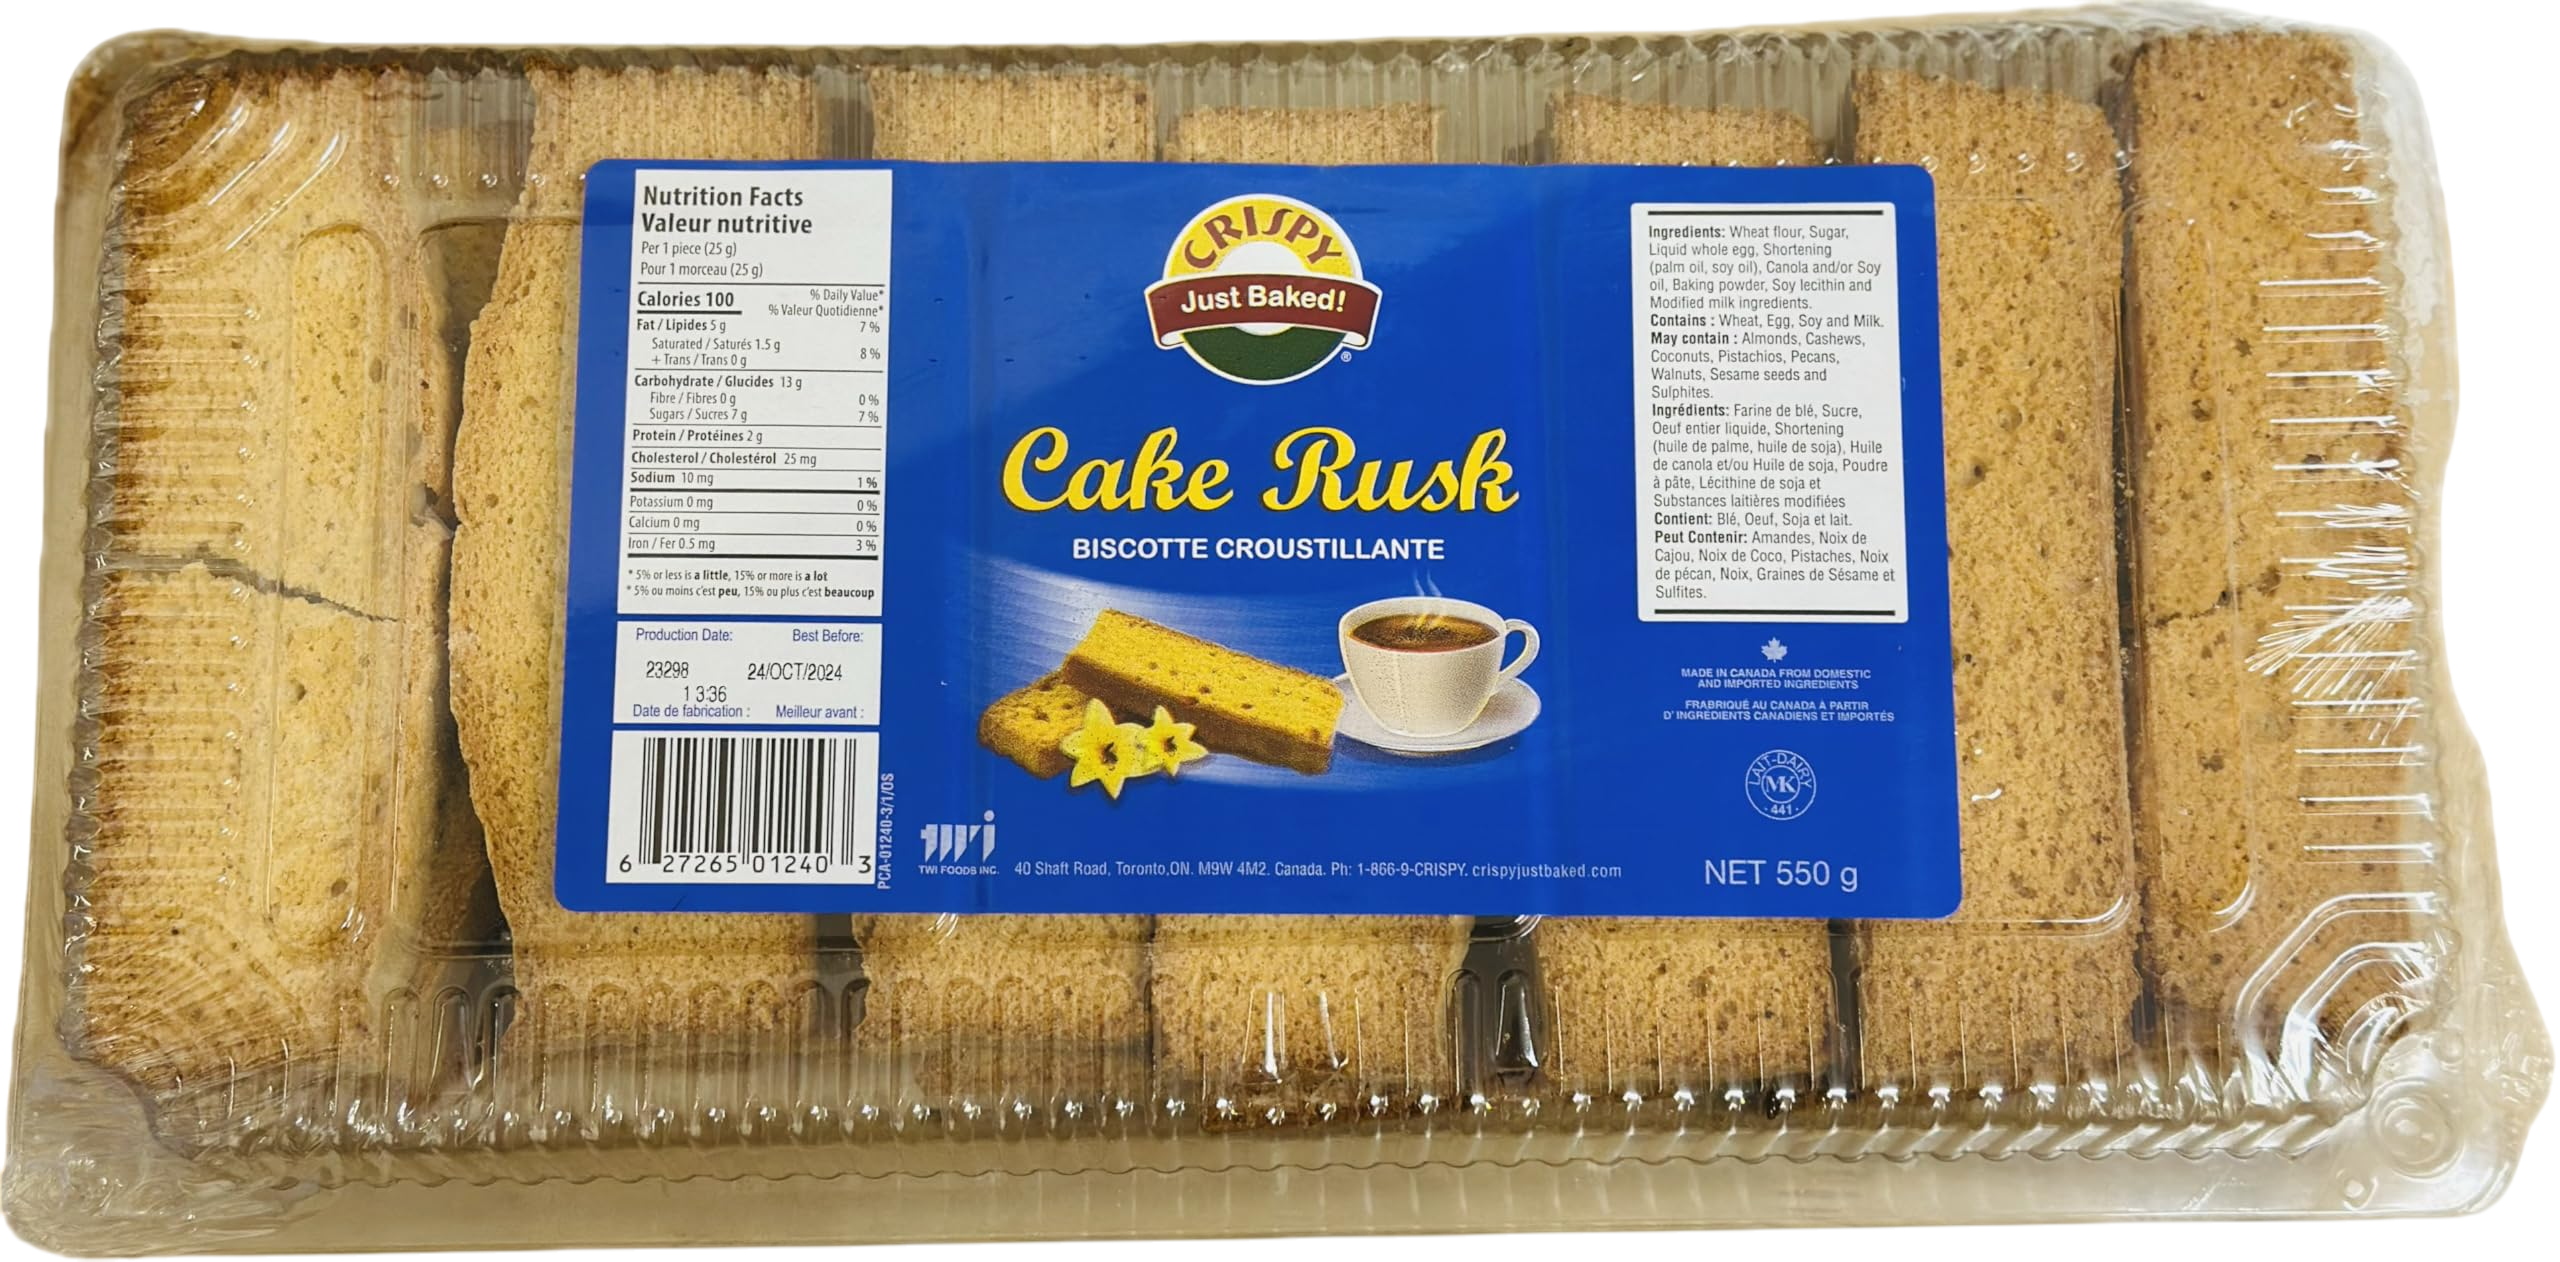 Nutrition Facts
Valeur nutritive
Per 1 piece (25 g)
Pour 1 morceau (25 g)
Calories 100
% Daily Value*
% Valeur Quotidienne*
Fat / Lipides 5 g 7 %
Saturated / Saturés 1.5 g
+ Trans / Trans 0 g 8 %
Carbohydrate / Glucides 13 g
Fibre / Fibres 0 g 0 %
Sugars / Sucres 7 g 7 %
Protein / Protéines 2 g
Cholesterol / Cholestérol 25 mg
Sodium 10 mg 1 %
Potassium 0 mg 0 %
Calcium 0 mg 0 %
Iron / Fer 0.5 mg 3 %
* 5% or less is a little, 15% or more is a lot
* 5% ou moins c'est peu, 15% ou plus c'est beaucoup
Production Date: Best Before:
23298 24/OCT/2024
13:36
Date de fabrication : Meilleur avant :
6 27265 01240 3
PCA-01240-3/1/OS
CRISPY
Just Baked!
®
Cake Rusk
BISCOTTE CROUSTILLANTE
twi
TWI FOODS INC.
40 Shaft Road, Toronto,ON. M9W 4M2. Canada. Ph: 1-866-9-CRISPY. crispyjustbaked.com
Ingredients: Wheat flour, Sugar,
Liquid whole egg, Shortening
(palm oil, soy oil), Canola and/or Soy
oil, Baking powder, Soy lecithin and
Modified milk ingredients.
Contains : Wheat, Egg, Soy and Milk.
May contain : Almonds, Cashews,
Coconuts, Pistachios, Pecans,
Walnuts, Sesame seeds and
Sulphites.
Ingrédients: Farine de blé, Sucre,
Oeuf entier liquide, Shortening
(huile de palme, huile de soja), Huile
de canola et/ou Huile de soja, Poudre
à pâte, Lécithine de soja et
Substances laitières modifiées
Contient: Blé, Oeuf, Soja et lait.
Peut Contenir: Amandes, Noix de
Cajou, Noix de Coco, Pistaches, Noix
de pécan, Noix, Graines de Sésame et
Sulfites.
MADE IN CANADA FROM DOMESTIC
AND IMPORTED INGREDIENTS
FRABRIQUÉ AU CANADA À PARTIR
D' INGREDIENTS CANADIENS ET IMPORTÉS
LAIT-DAIRY
MK
· 441 ·
NET 550 g